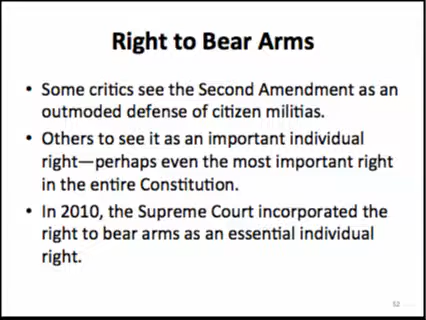 Right to Bear Arms
• Some critics see the Second Amendment as an
outmoded defense of citizen militias.
• Others to see it as an important individual
right—perhaps even the most important right
in the entire Constitution.
• In 2010, the Supreme Court incorporated the
right to bear arms as an essential individual
right.
52